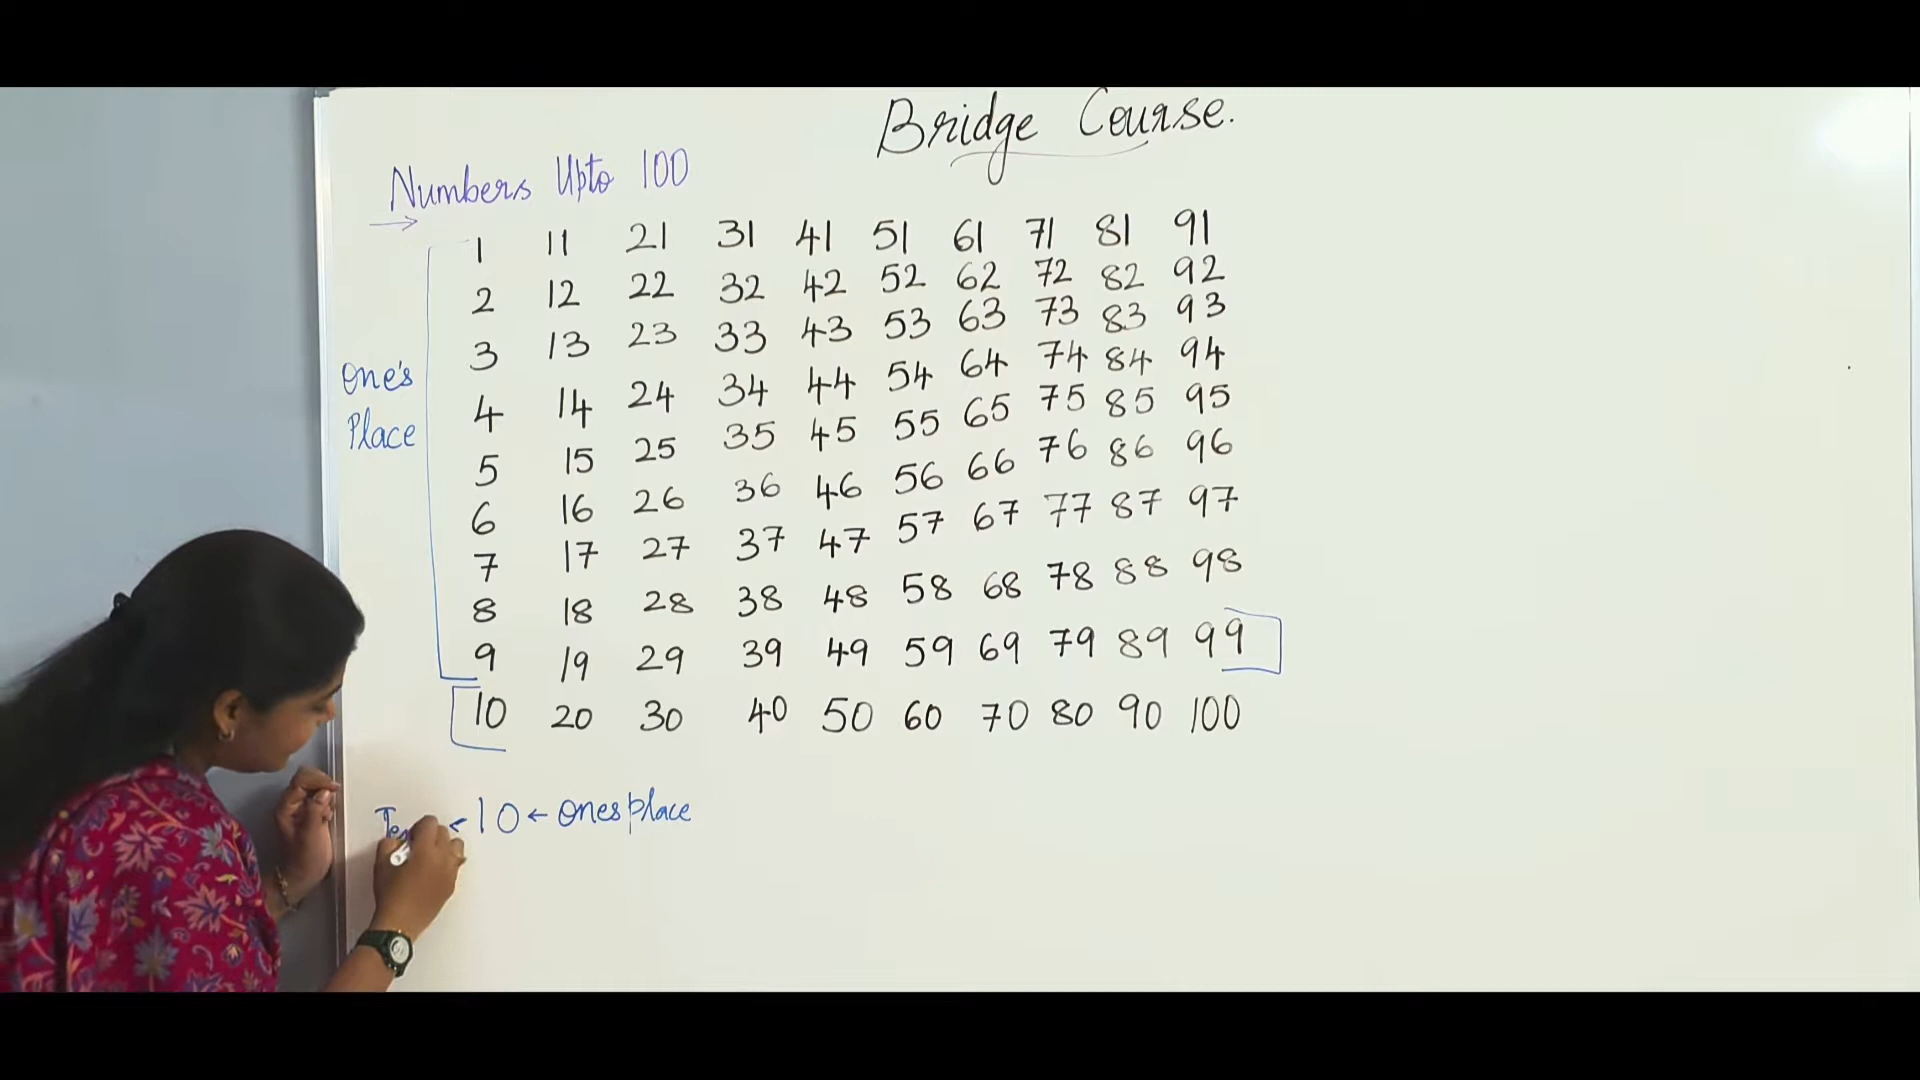 Bridge Course.
Numbers Upto 100
→
1 11 21 31 41 51 61 71 81 91
2 12 22 32 42 52 62 72 82 92
3 13 23 33 43 53 63 73 83 93
One's
4 14 24 34 44 54 64 74 84 94
Place
5 15 25 35 45 55 65 75 85 95
6 16 26 36 46 56 66 76 86 96
7 17 27 37 47 57 67 77 87 97
8 18 28 38 48 58 68 78 88 98
9 19 29 39 49 59 69 79 89 99
10 20 30 40 50 60 70 80 90 100
← 10 ← Ones place